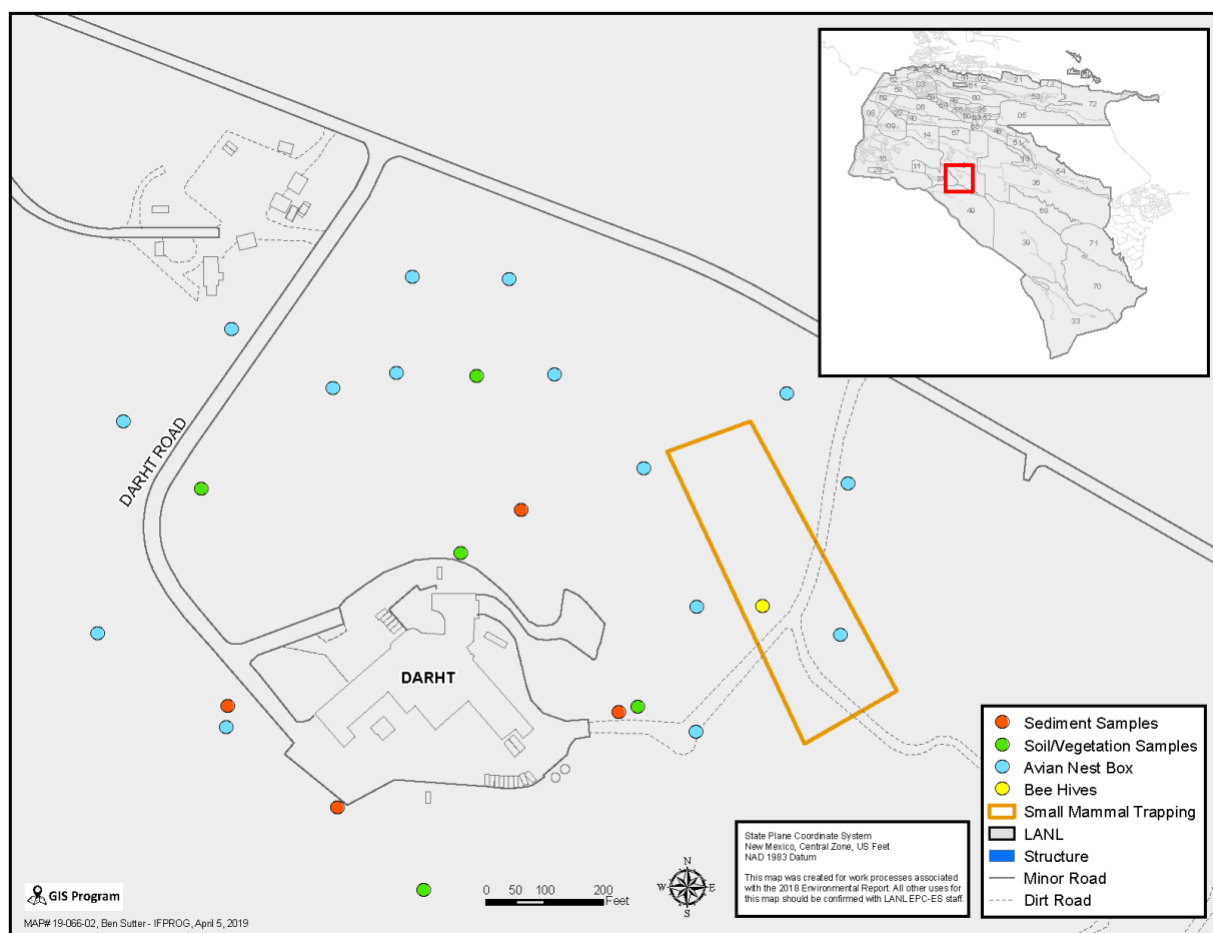 DARHT ROAD
DARHT
Sediment Samples
Soil/Vegetation Samples
Avian Nest Box
Bee Hives
Small Mammal Trapping
LANL
Structure
Minor Road
Dirt Road
State Plane Coordinate System
New Mexico, Central Zone, US Feet
NAD 1983 Datum
This map was created for work processes associated
with the 2018 Environmental Report. All other uses for
this map should be confirmed with LANL EPC-ES staff.
N
W
E
S
0 50 100 200
Feet
GIS Program
MAP# 19-066-02, Ben Sutter - IFPROG, April 5, 2019
03
72
05
06
14
67
11
49
36
39
71
70
33